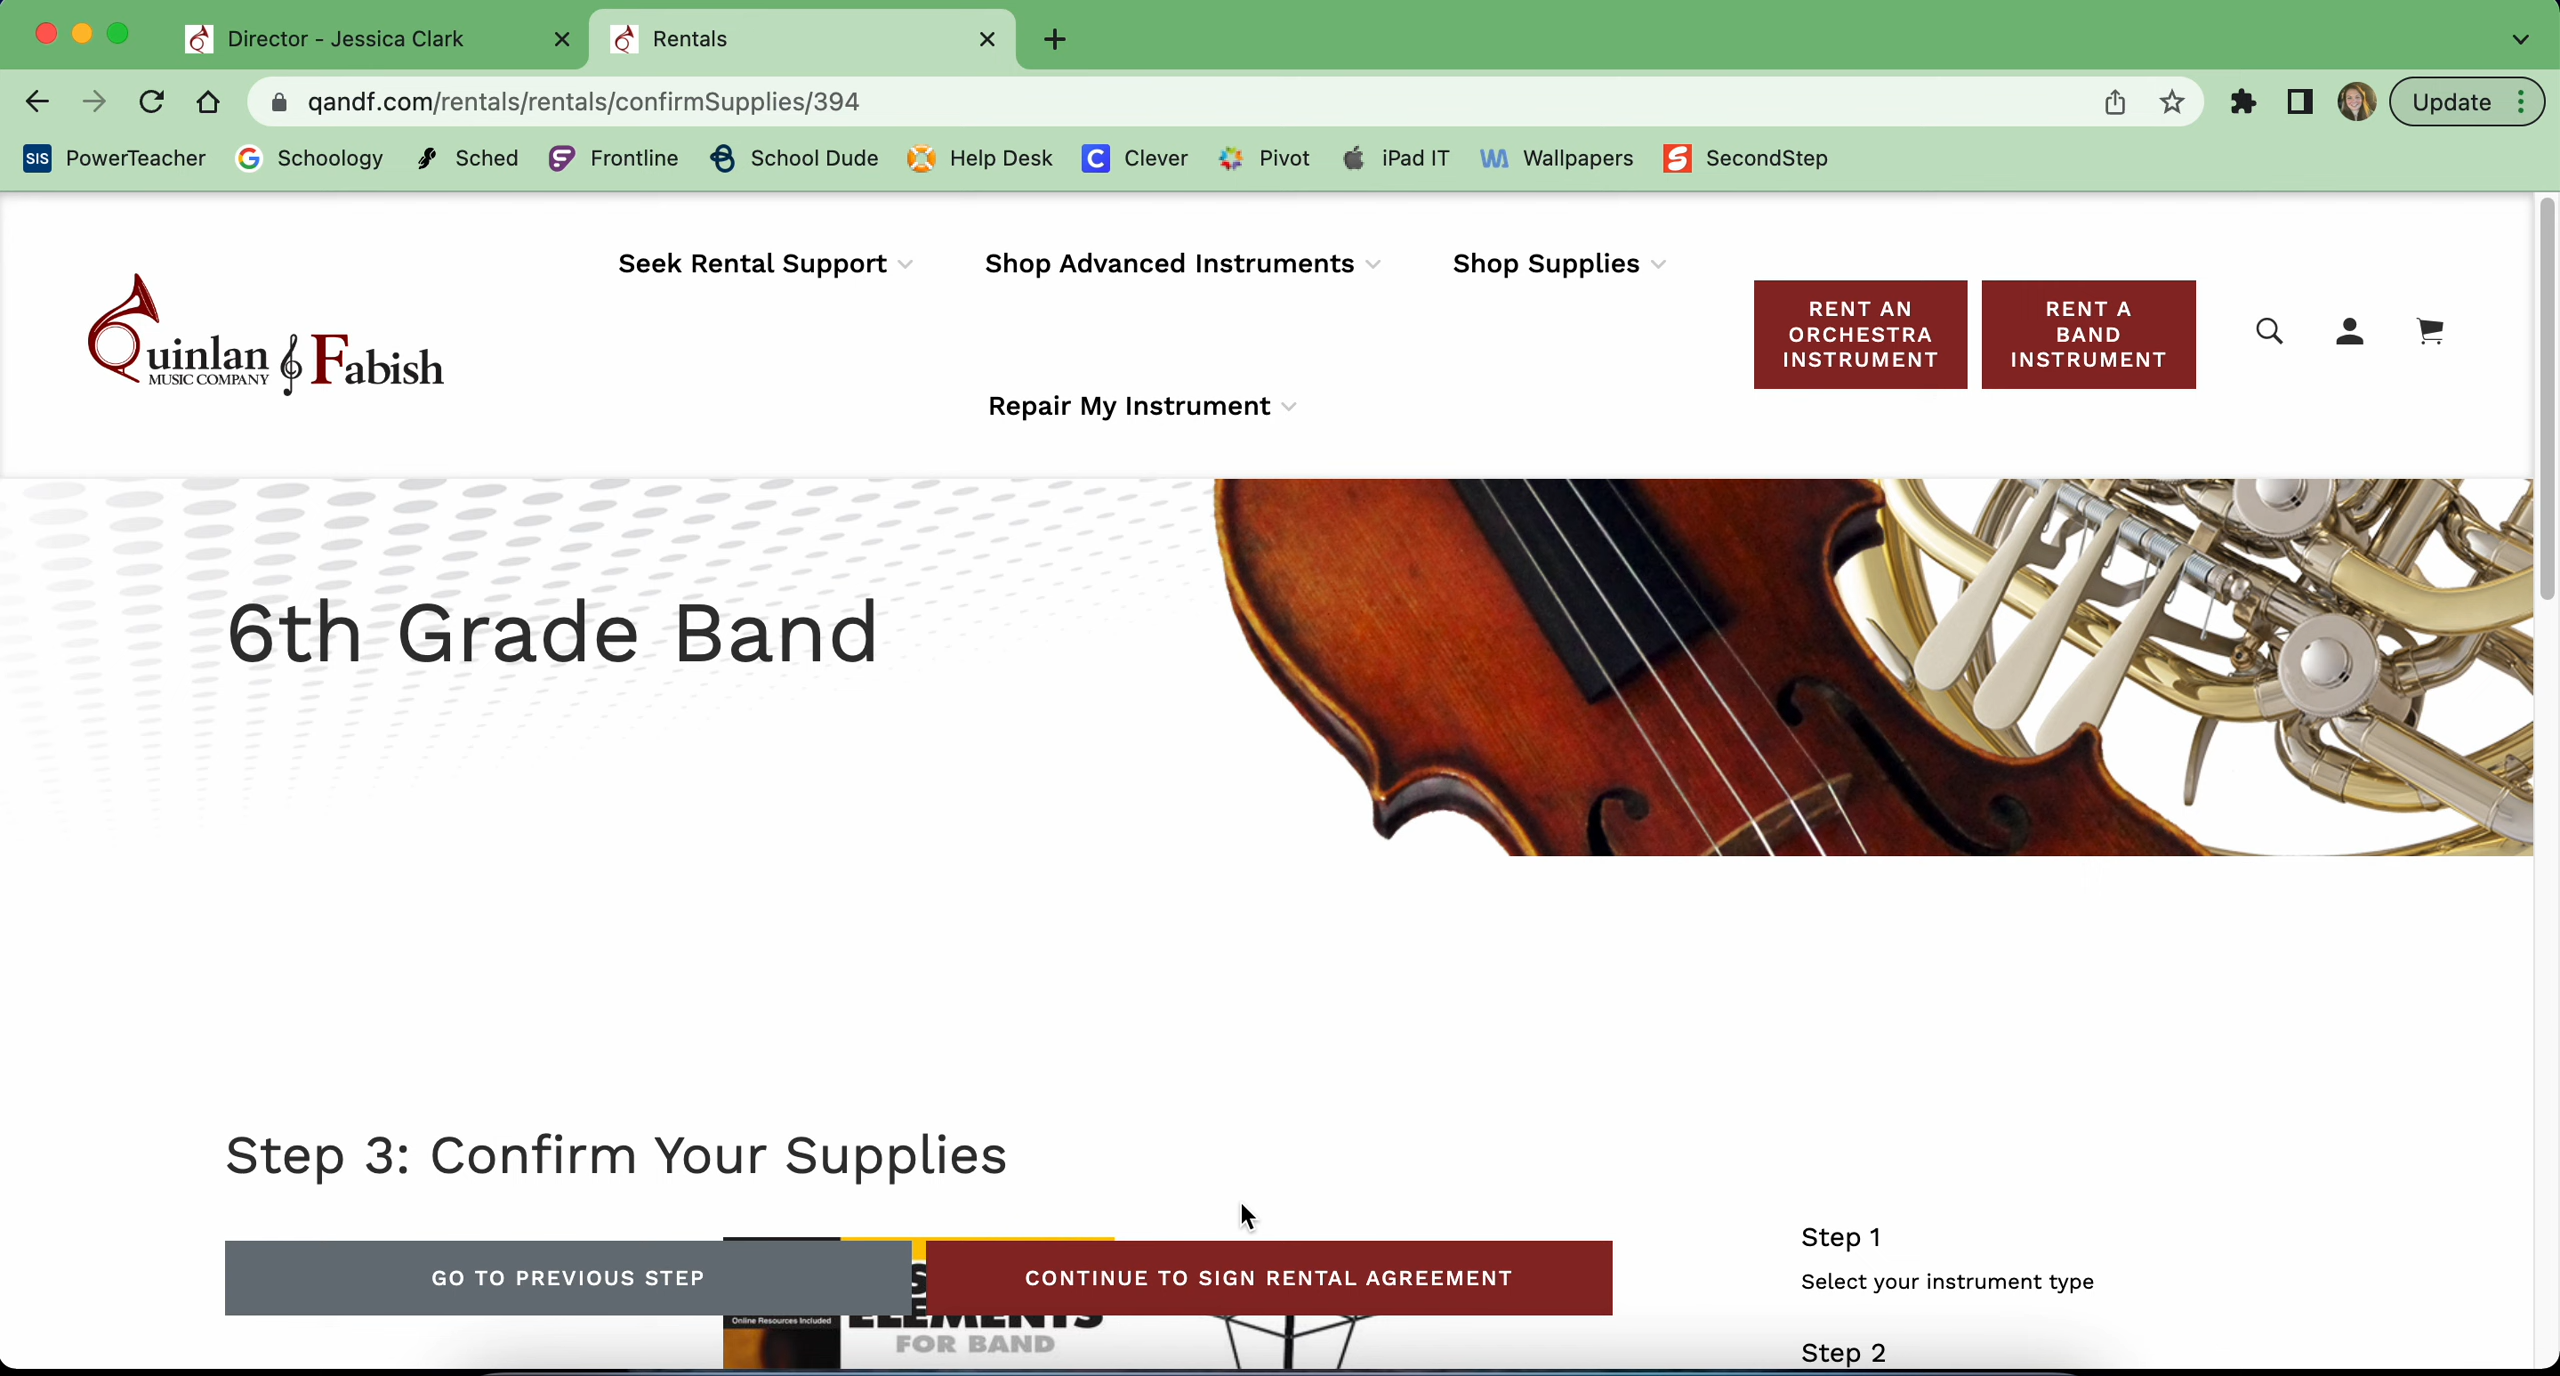 Director - Jessica Clark
Rentals
qandf.com/rentals/rentals/confirmSupplies/394
Update
SIS PowerTeacher
Schoology
Sched
Frontline
School Dude
Help Desk
Clever
Pivot
iPad IT
Wallpapers
SecondStep
Quinlan & Fabish
MUSIC COMPANY
Seek Rental Support
Shop Advanced Instruments
Shop Supplies
Repair My Instrument
RENT AN
ORCHESTRA
INSTRUMENT
RENT A
BAND
INSTRUMENT
6th Grade Band
Step 3: Confirm Your Supplies
GO TO PREVIOUS STEP
CONTINUE TO SIGN RENTAL AGREEMENT
Online Resources Included
ELEMENTS
FOR BAND
Step 1
Select your instrument type
Step 2